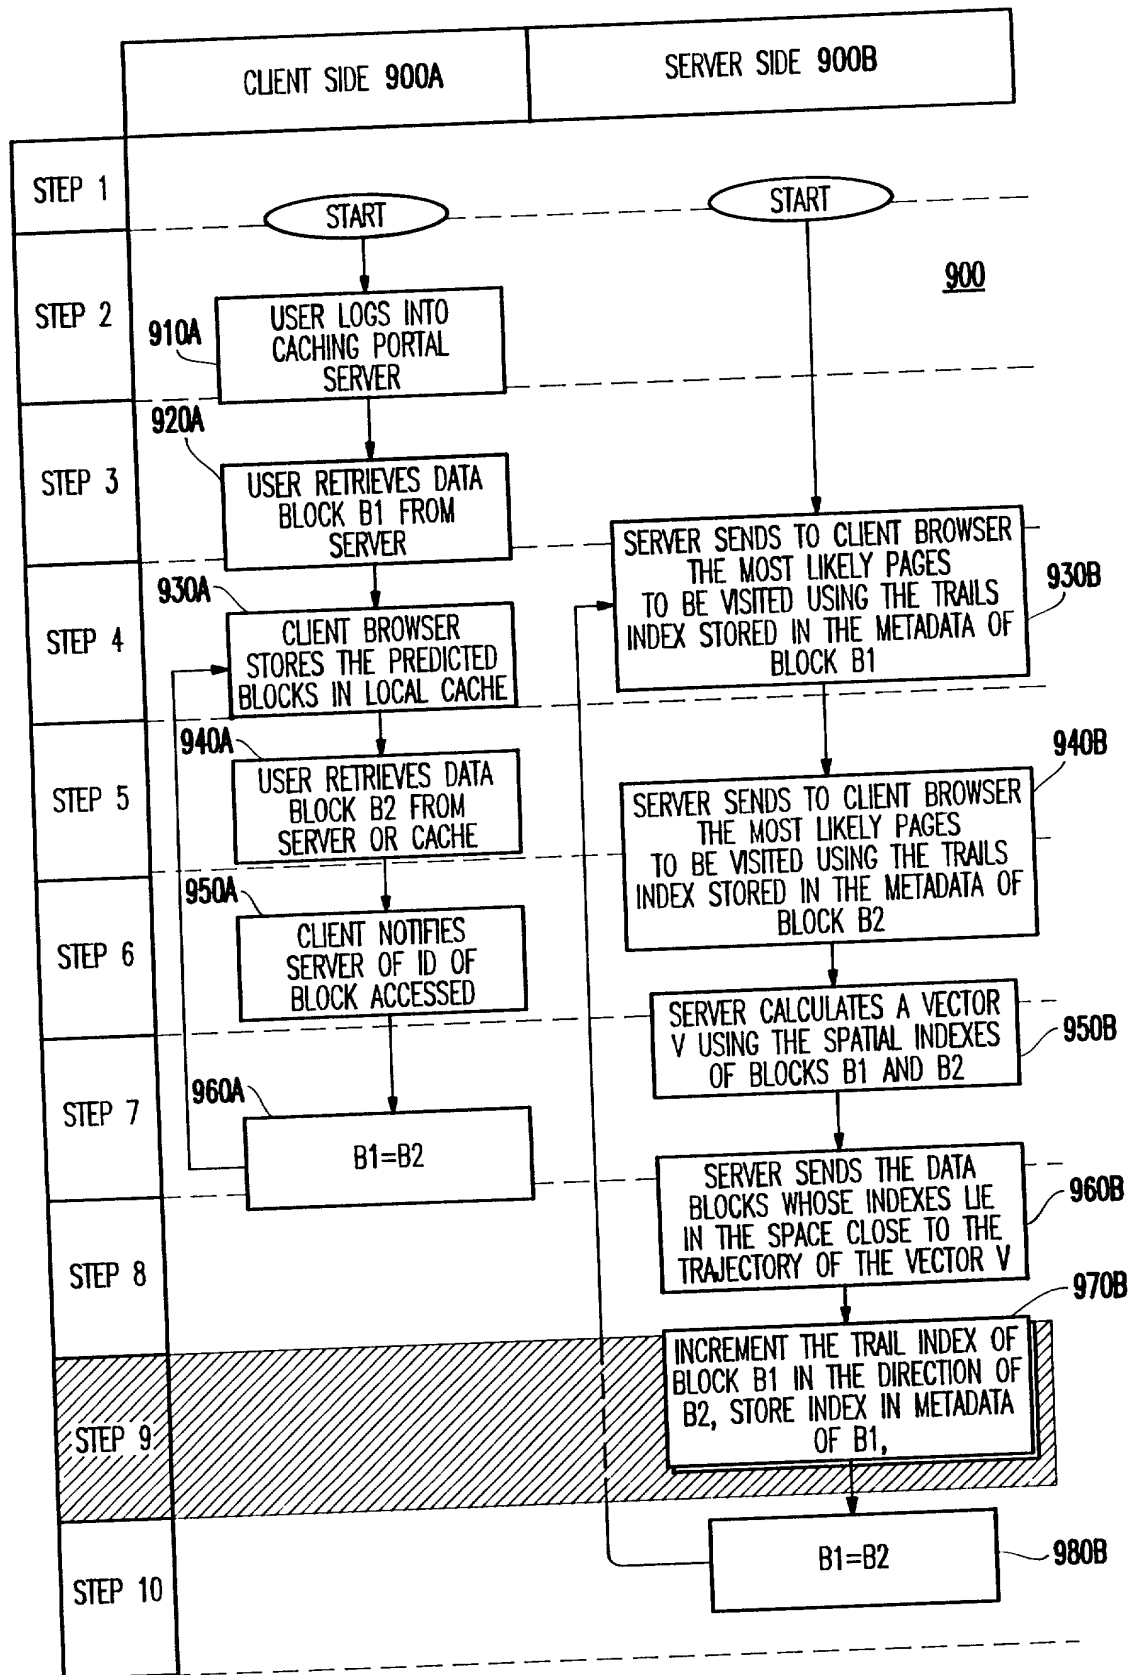 CLIENT SIDE 900A
SERVER SIDE 900B
STEP 1
START
START
900
STEP 2
910A
USER LOGS INTO
CACHING PORTAL
SERVER
920A
STEP 3
USER RETRIEVES DATA
BLOCK B1 FROM
SERVER
SERVER SENDS TO CLIENT BROWSER
THE MOST LIKELY PAGES
TO BE VISITED USING THE TRAILS
INDEX STORED IN THE METADATA OF
BLOCK B1
930B
930A
STEP 4
CLIENT BROWSER
STORES THE PREDICTED
BLOCKS IN LOCAL CACHE
940A
STEP 5
USER RETRIEVES DATA
BLOCK B2 FROM
SERVER OR CACHE
940B
SERVER SENDS TO CLIENT BROWSER
THE MOST LIKELY PAGES
TO BE VISITED USING THE TRAILS
INDEX STORED IN THE METADATA OF
BLOCK B2
950A
STEP 6
CLIENT NOTIFIES
SERVER OF ID OF
BLOCK ACCESSED
SERVER CALCULATES A VECTOR
V USING THE SPATIAL INDEXES
OF BLOCKS B1 AND B2
950B
960A
STEP 7
B1=B2
SERVER SENDS THE DATA
BLOCKS WHOSE INDEXES LIE
IN THE SPACE CLOSE TO THE
TRAJECTORY OF THE VECTOR V
960B
STEP 8
970B
INCREMENT THE TRAIL INDEX OF
BLOCK B1 IN THE DIRECTION OF
B2, STORE INDEX IN METADATA
OF B1,
STEP 9
B1=B2
980B
STEP 10